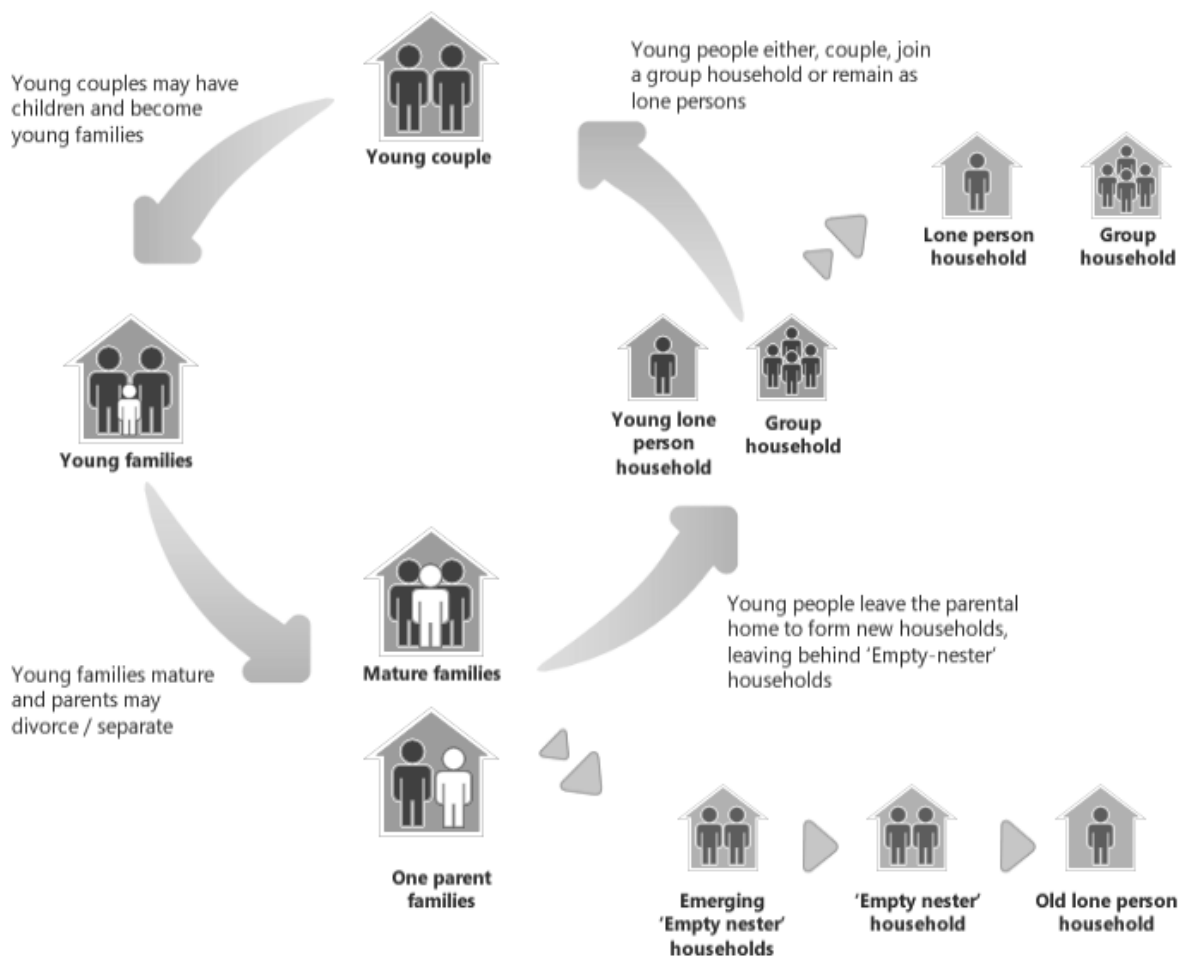 Young couples may have
children and become
young families
Young couple
Young people either, couple, join
a group household or remain as
lone persons
Lone person
household
Group
household
Young families
Young lone
person
household
Group
household
Young families mature
and parents may
divorce / separate
Mature families
Young people leave the parental
home to form new households,
leaving behind ‘Empty-nester’
households
One parent
families
Emerging
‘Empty nester’
households
‘Empty nester’
household
Old lone person
household